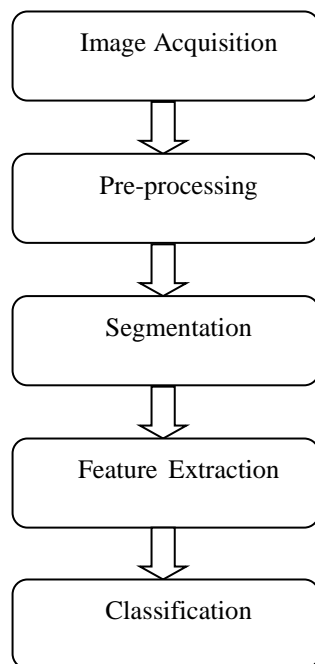 Image Acquisition
Pre-processing
Segmentation
Feature Extraction
Classification